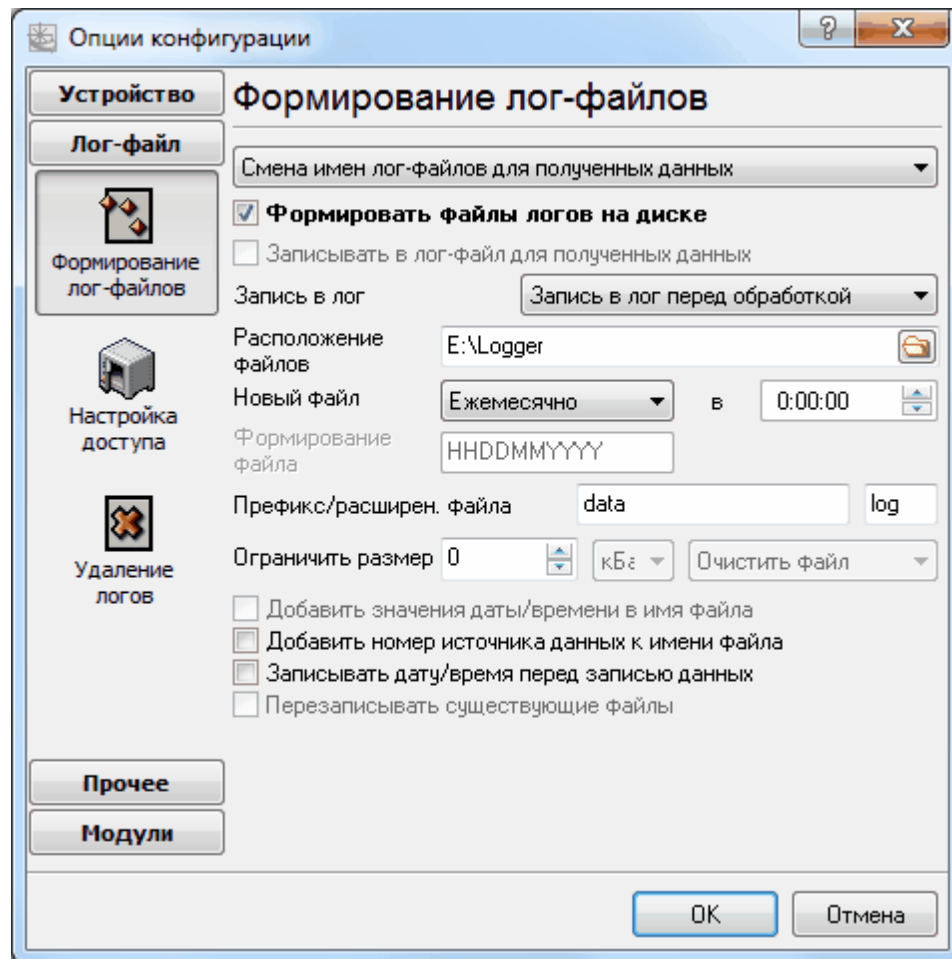 Опции конфигурации
Устройство
Лог-файл
Формирование
лог-файлов
Настройка
доступа
Удаление
логов
Прочее
Модули
Формирование лог-файлов
Смена имен лог-файлов для полученных данных
Формировать файлы логов на диске
Записывать в лог-файл для полученных данных
Запись в лог Запись в лог перед обработкой
Расположение
файлов
E:\Logger
Новый файл Ежемесячно в 0:00:00
Формирование
файла
HHDDMMYYYY
Префикс/расширен. файла data log
Ограничить размер 0 кБа Очистить файл
Добавить значения даты/времени в имя файла
Добавить номер источника данных к имени файла
Записывать дату/время перед записью данных
Перезаписывать существующие файлы
OK Отмена